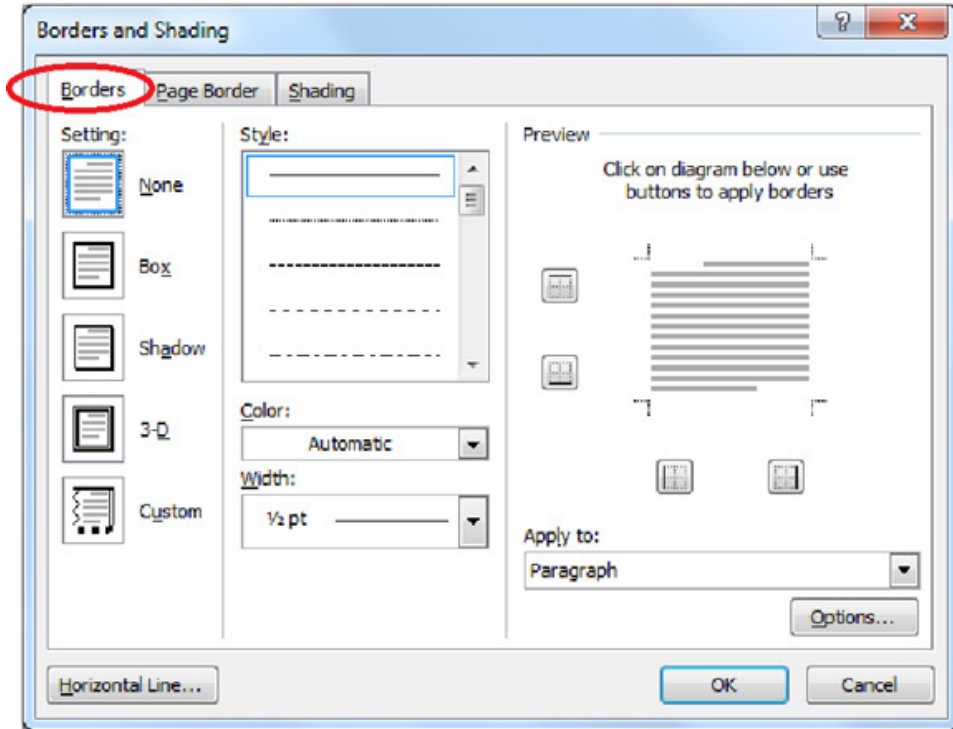 Borders and Shading
?
Borders Page Border Shading
Setting:
None
Box
Shadow
3-D
Custom
Style:
Color:
Automatic
Width:
½ pt
Preview
Click on diagram below or use
buttons to apply borders
Apply to:
Paragraph
Options...
Horizontal Line...
OK
Cancel